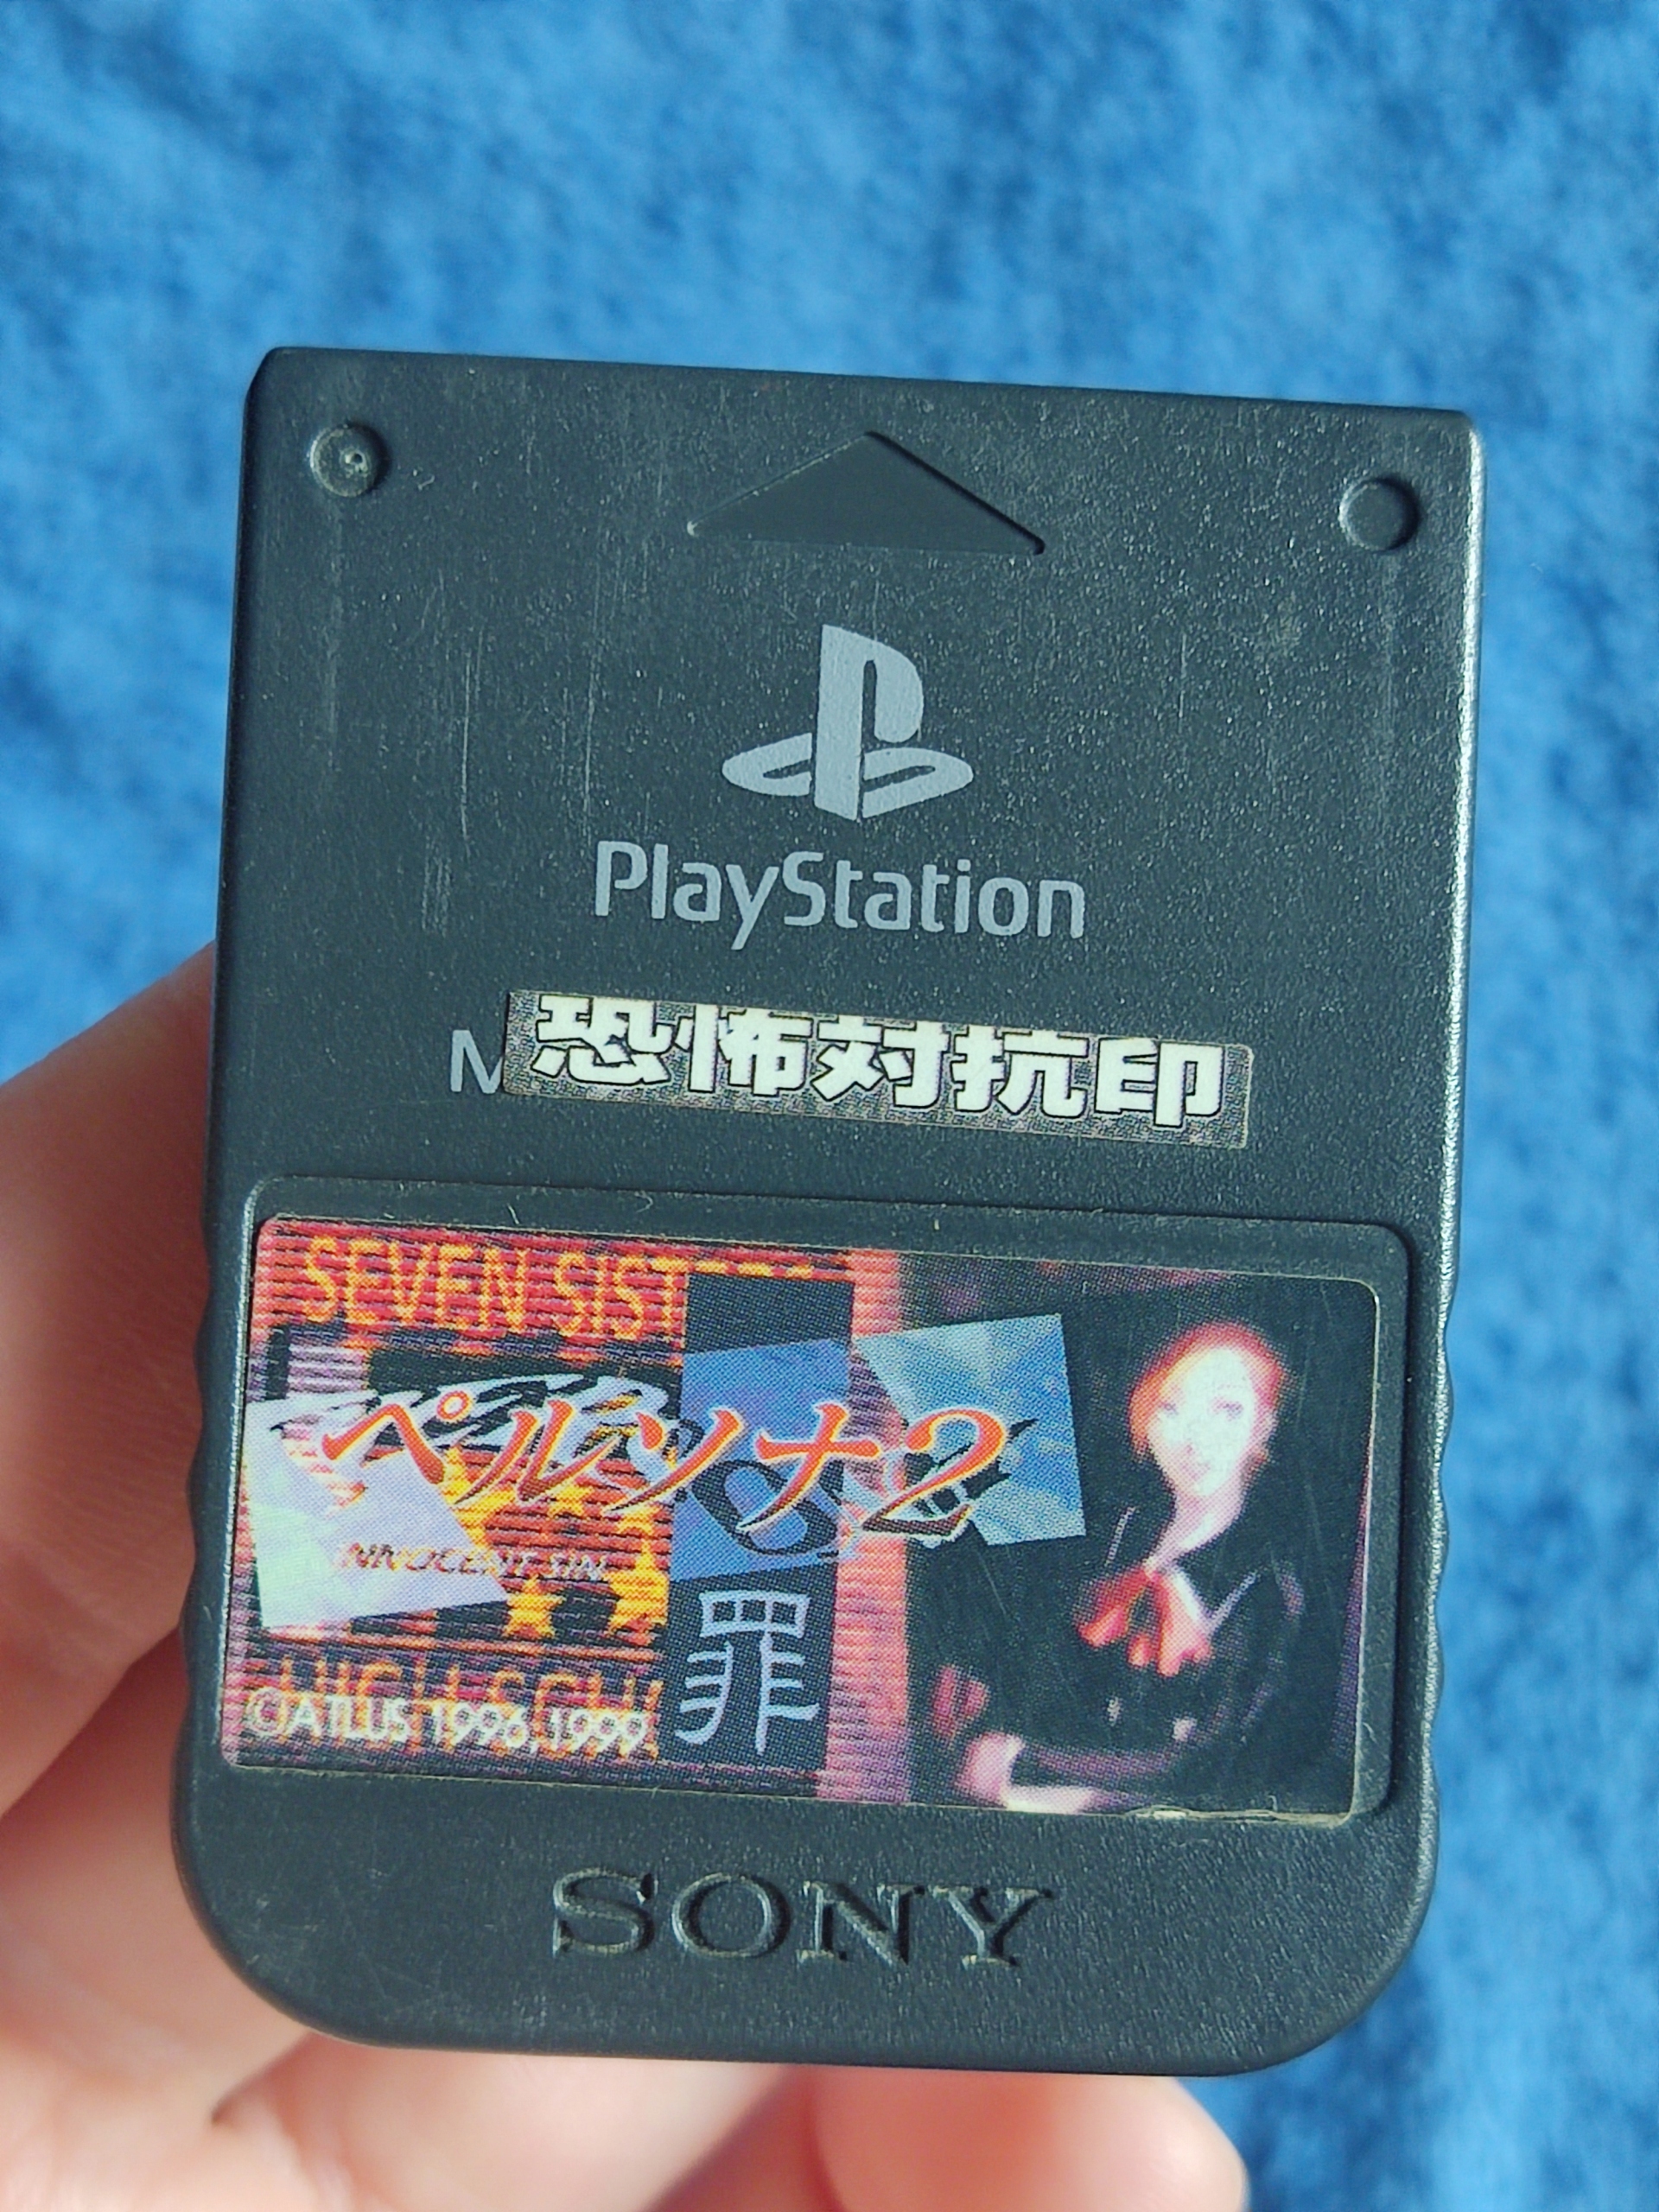 PlayStation
M
恐怖対抗印
SEVEN SIST
ペルソナ2
INNOCENT SIN
罪
©ATLUS 1996,1999
SONY